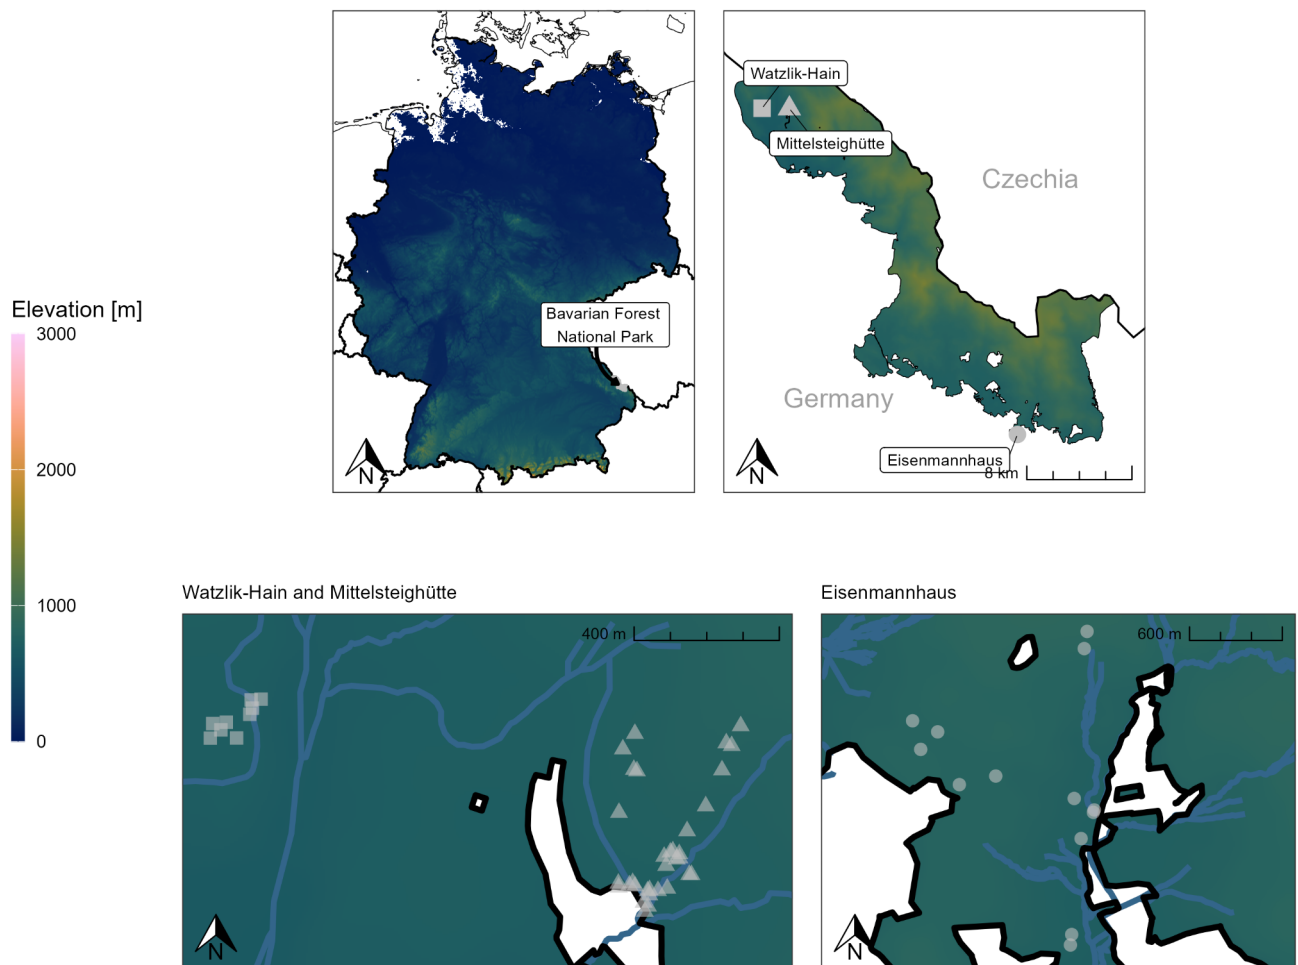 Watzlik-Hain
Mittelsteighütte
Czechia
Elevation [m]
3000
2000
1000
0
Bavarian Forest
National Park
Germany
Eisenmannhaus
8 km
N
N
Watzlik-Hain and Mittelsteighütte
Eisenmannhaus
400 m
600 m
N
N